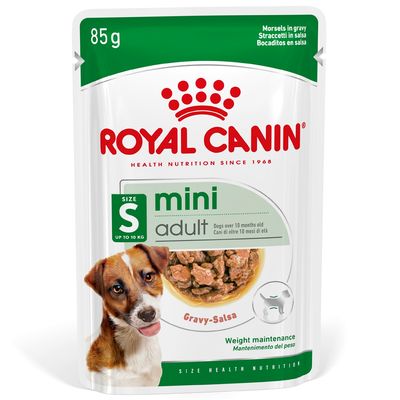 85g
Morsels in gravy
Straccetti in salsa
Bocaditos en salsa
ROYAL CANIN
HEALTH NUTRITION SINCE 1968
SIZE
S
UP TO 10 KG
mini
adult
Dogs over 10 months old
Cani di oltre 10 mesi di età
Gravy-Salsa
Weight maintenance
Mantenimento del peso
SIZE HEALTH NUTRITION